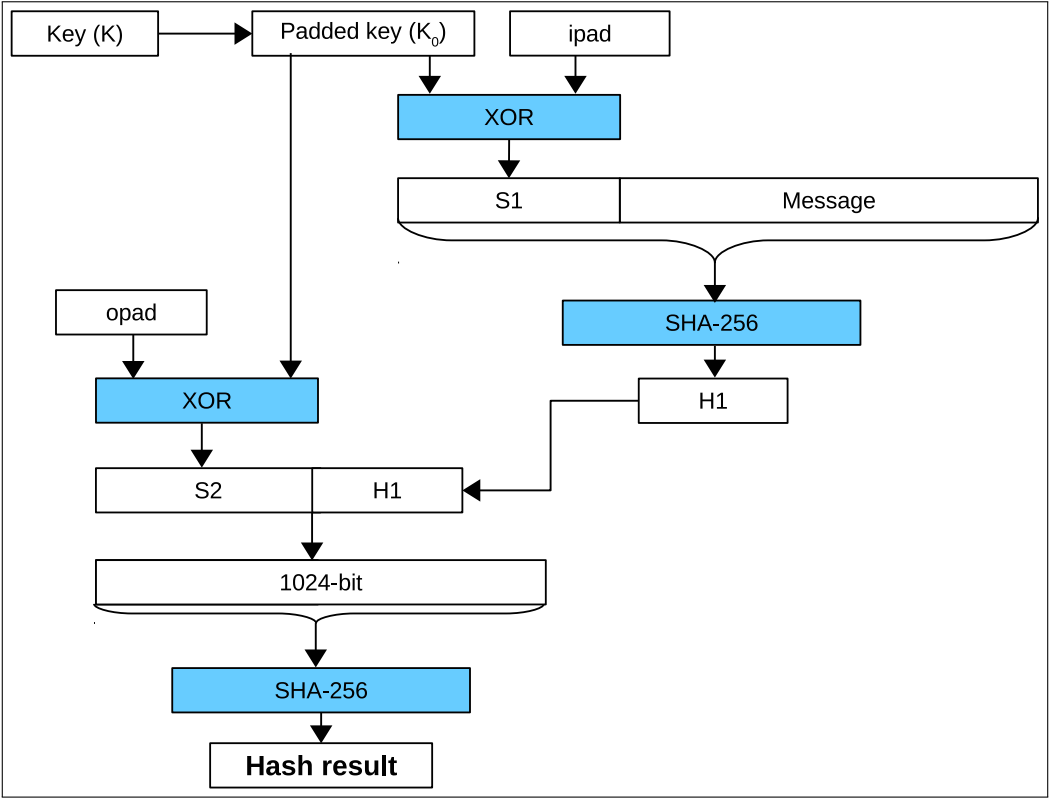 Key (K)
Padded key (K₀)
ipad
XOR
S1
Message
opad
SHA-256
XOR
H1
S2
H1
1024-bit
SHA-256
Hash result